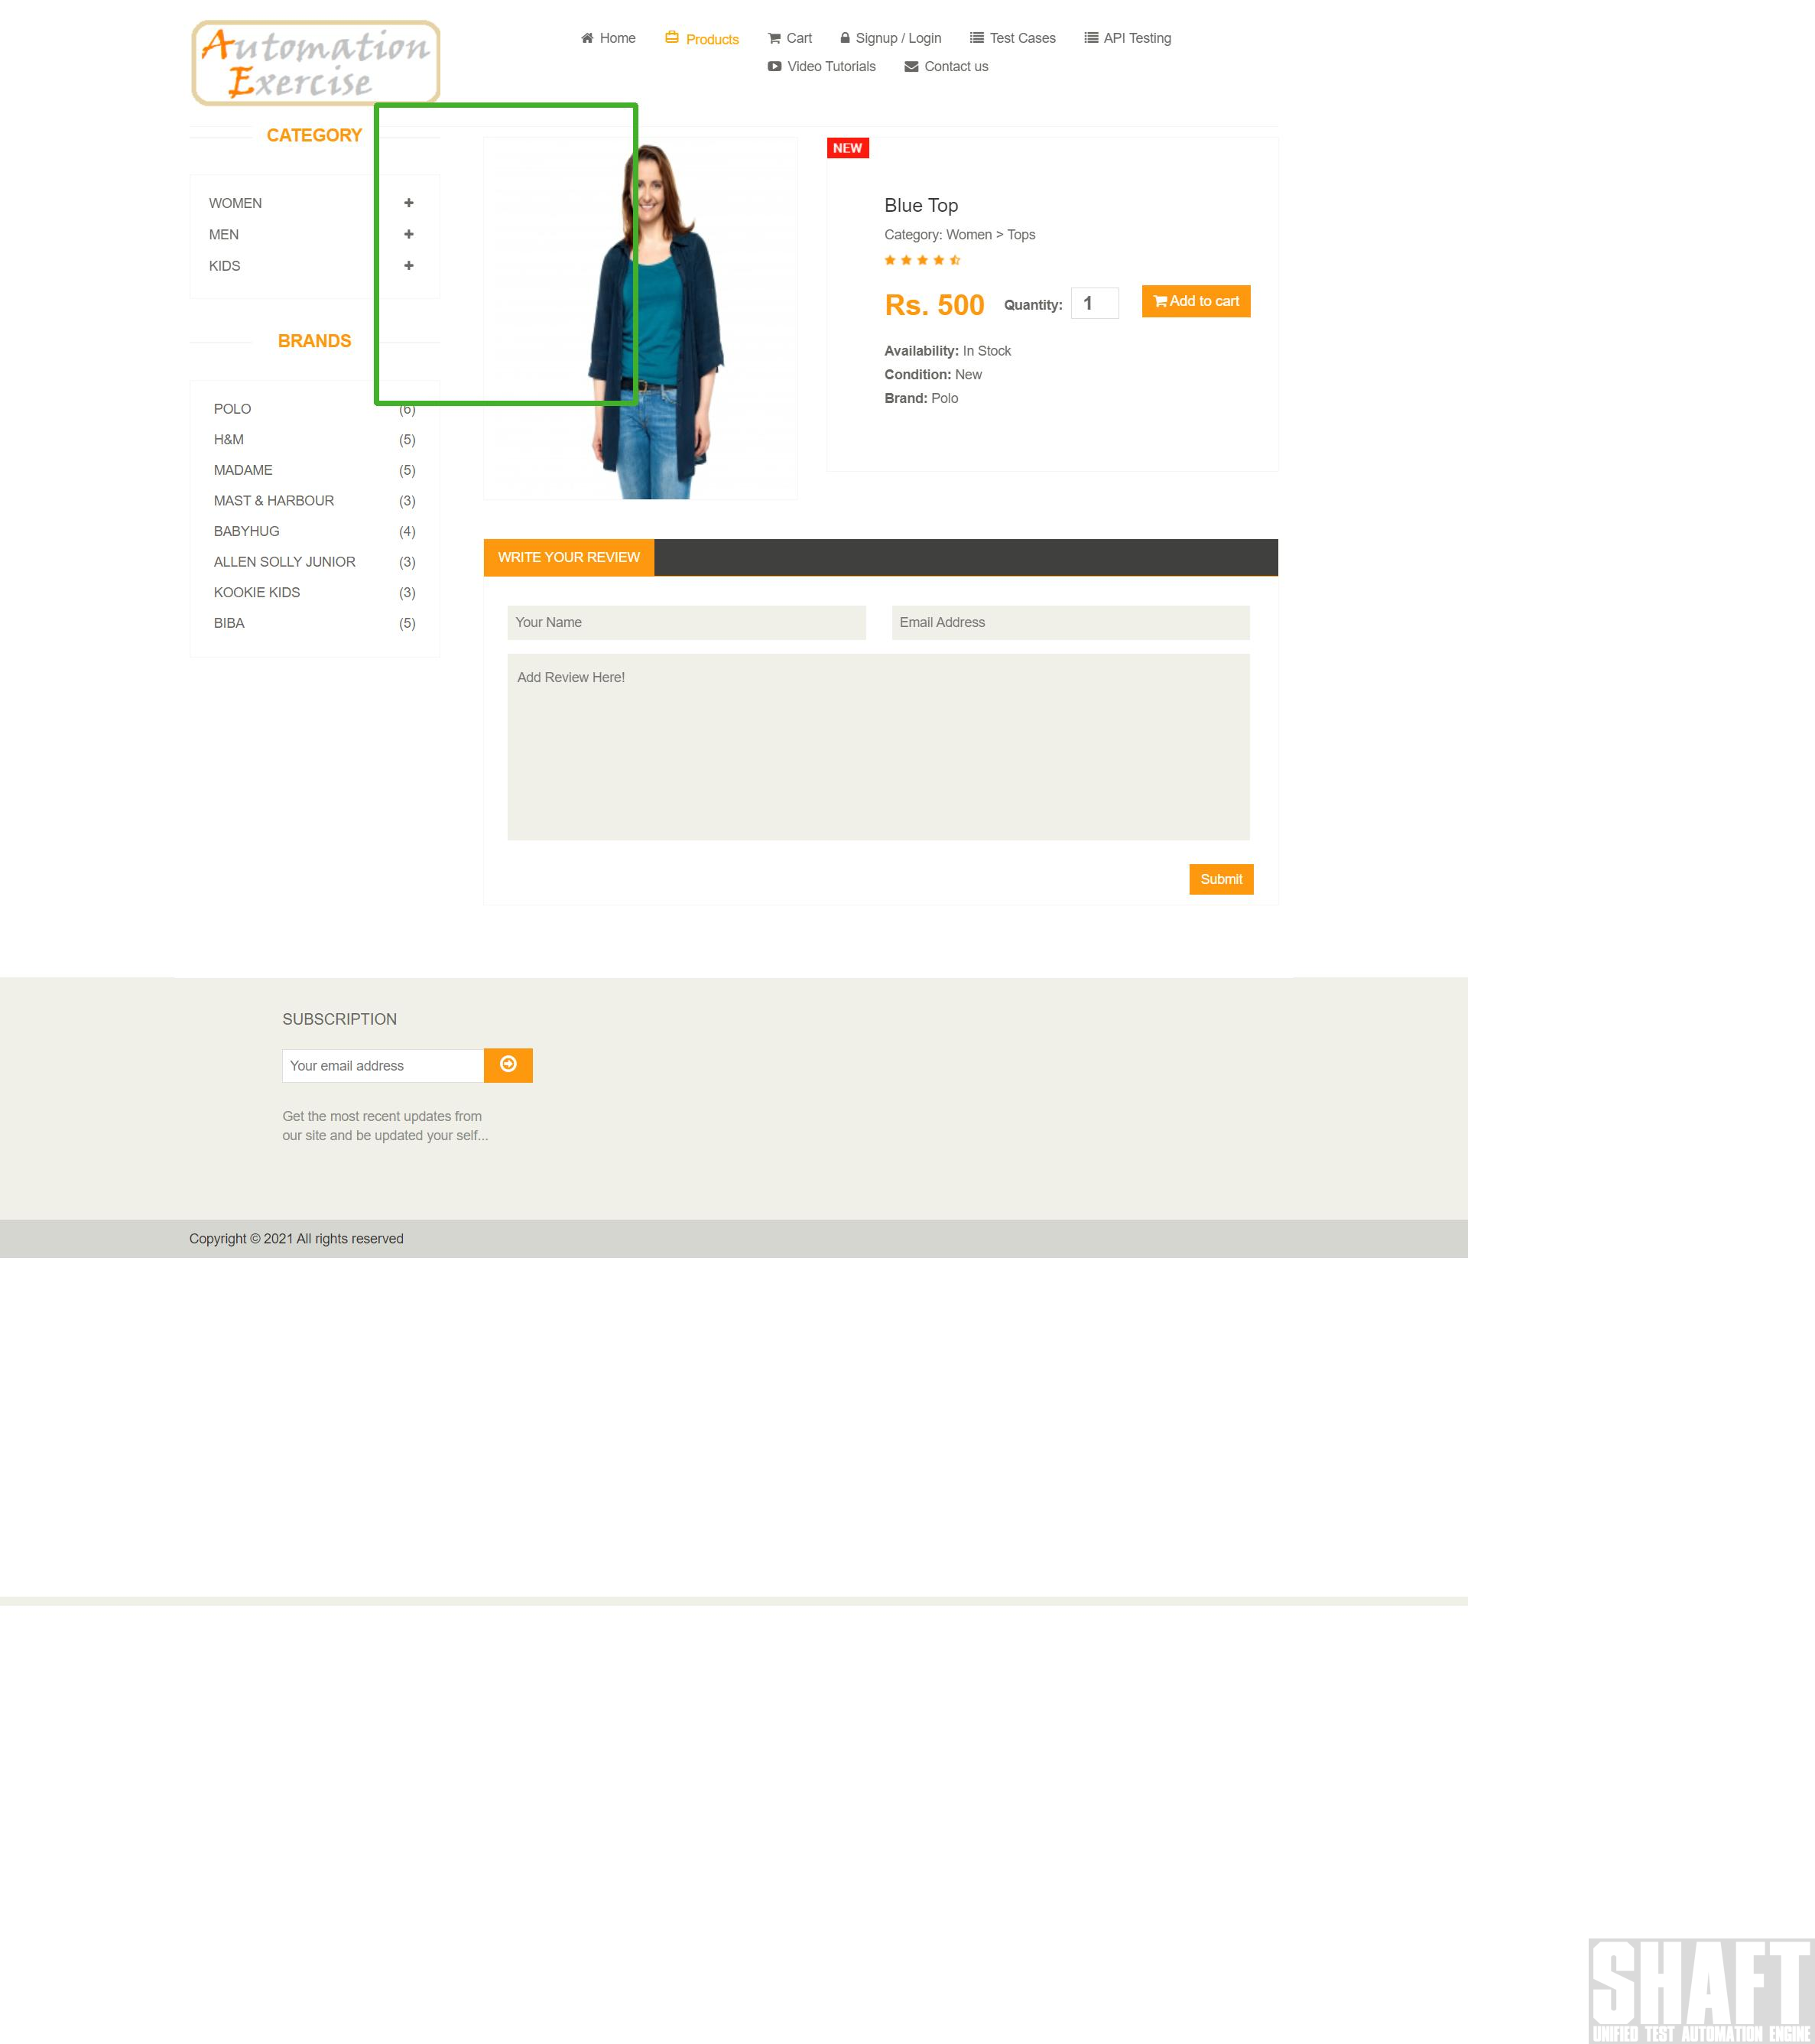 Automation
Exercise
Home
Products
Cart
Signup / Login
Test Cases
API Testing
Video Tutorials
Contact us
CATEGORY
WOMEN
MEN
KIDS
BRANDS
POLO (6)
H&M (5)
MADAME (5)
MAST & HARBOUR (3)
BABYHUG (4)
ALLEN SOLLY JUNIOR (3)
KOOKIE KIDS (3)
BIBA (5)
NEW
Blue Top
Category: Women > Tops
Rs. 500 Quantity: 1 Add to cart
Availability: In Stock
Condition: New
Brand: Polo
WRITE YOUR REVIEW
Your Name
Email Address
Add Review Here!
Submit
SUBSCRIPTION
Your email address
Get the most recent updates from
our site and be updated your self...
Copyright © 2021 All rights reserved
SHAFT
UNIFIED TEST AUTOMATION ENGINE